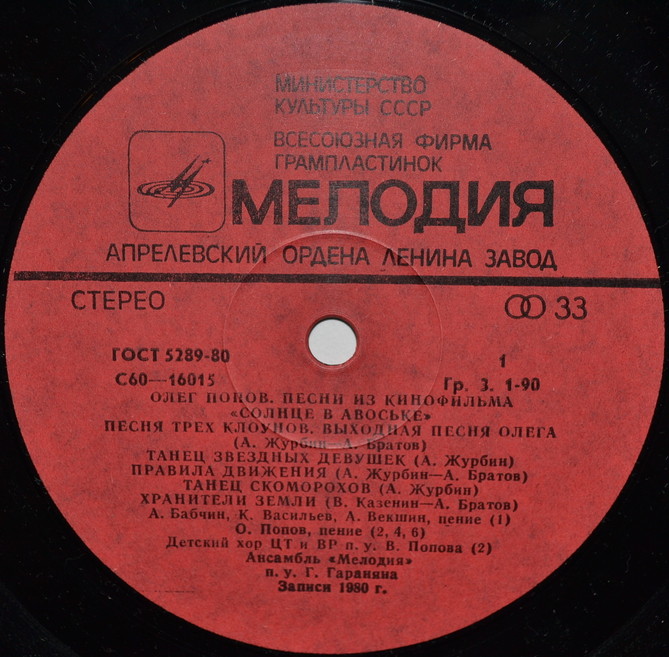 МИНИСТЕРСТВО
КУЛЬТУРЫ СССР
ВСЕСОЮЗНАЯ ФИРМА
ГРАМПЛАСТИНОК
МЕЛОДИЯ
АПРЕЛЕВСКИЙ ОРДЕНА ЛЕНИНА ЗАВОД
СТЕРЕО 33
ГОСТ 5289-80 1
С60—16015 Гр. 3. 1-90
ОЛЕГ ПОПОВ. ПЕСНИ ИЗ КИНОФИЛЬМА
«СОЛНЦЕ В АВОСЬКЕ»
ПЕСНЯ ТРЕХ КЛОУНОВ. ВЫХОДНАЯ ПЕСНЯ ОЛЕГА
(А. Журбин—А. Братов)
ТАНЕЦ ЗВЕЗДНЫХ ДЕВУШЕК (А. Журбин)
ПРАВИЛА ДВИЖЕНИЯ (А. Журбин—А. Братов)
ТАНЕЦ СКОМОРОХОВ (А. Журбин)
ХРАНИТЕЛИ ЗЕМЛИ (В. Казенин—А. Братов)
А. Бабчин, К. Васильев, А. Векшин, пение (1)
О. Попов, пение (2, 4, 6)
Детский хор ЦТ и ВР п. у. В. Попова (2)
Ансамбль «Мелодия»
п. у. Г. Гараняна
Записи 1980 г.